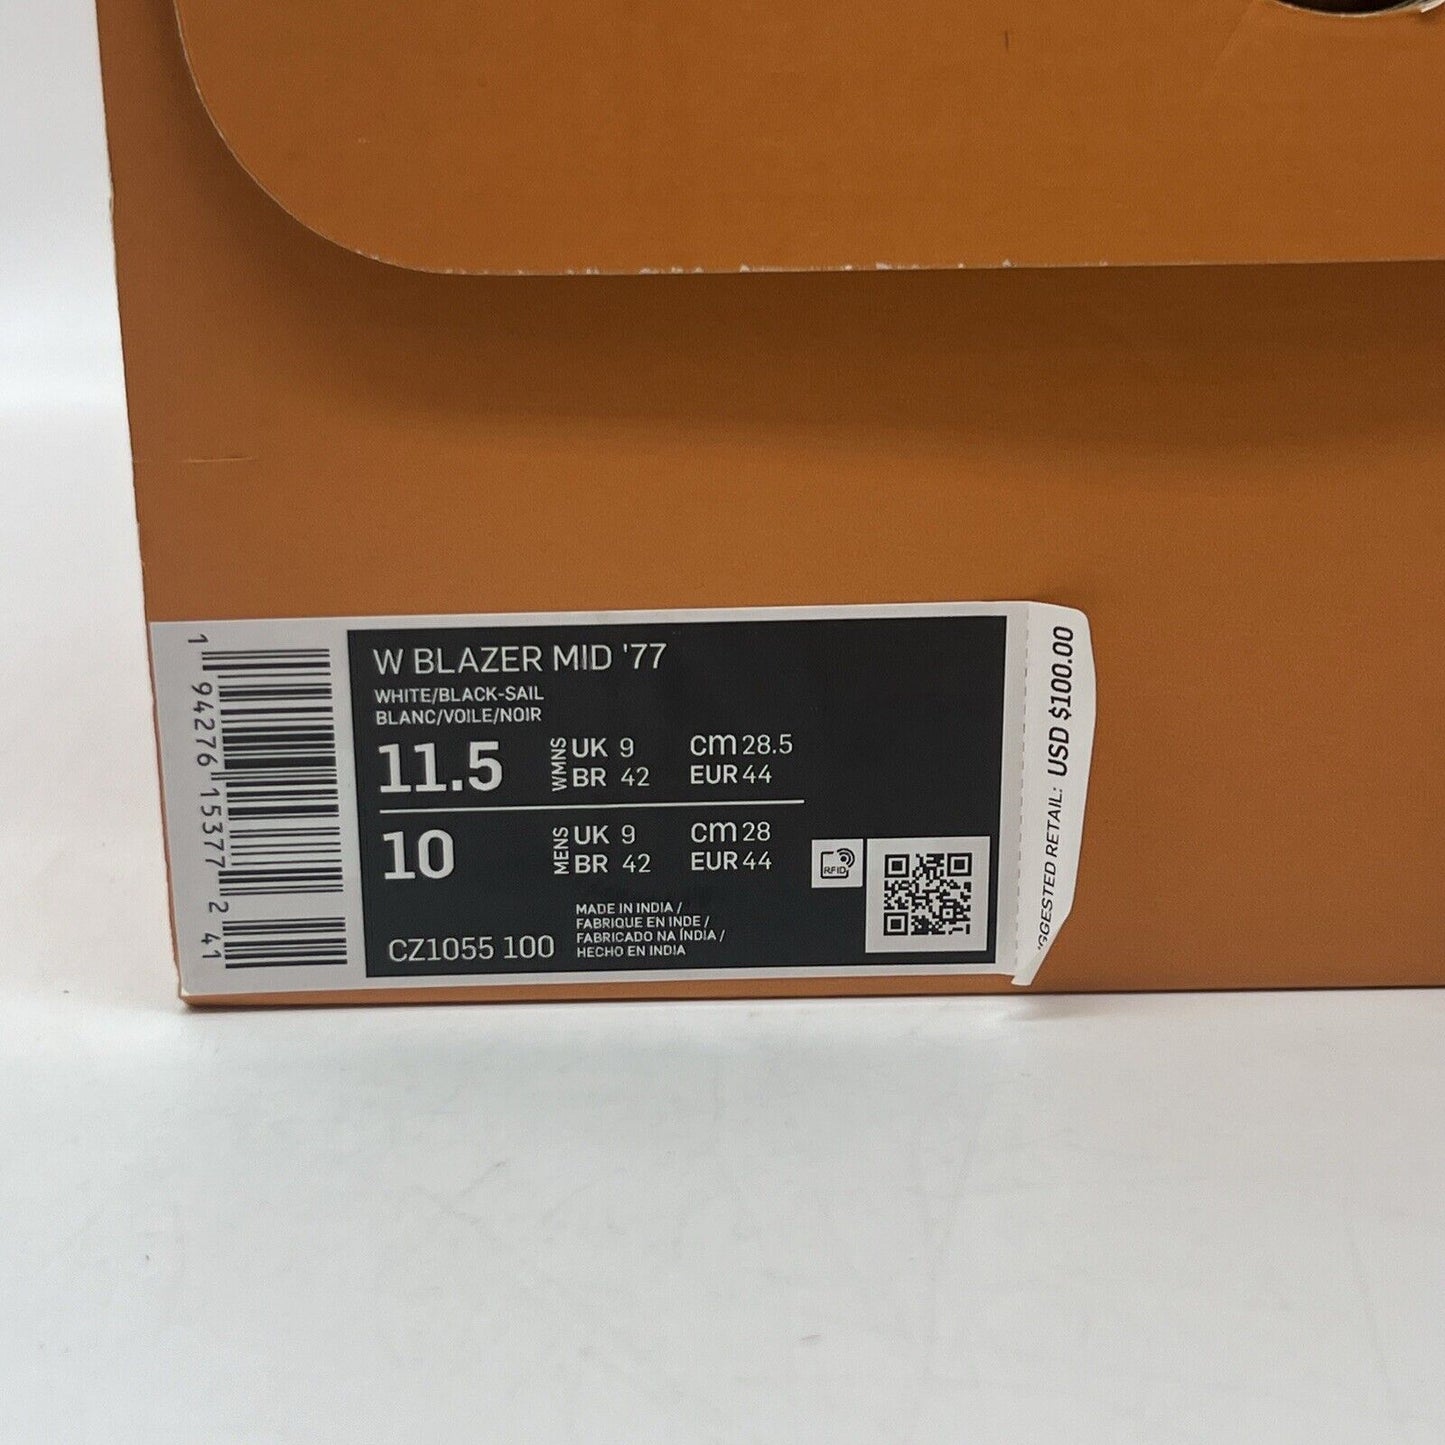 W BLAZER MID '77
WHITE/BLACK-SAIL
BLANC/VOILE/NOIR
11.5 WMNS UK 9 cm 28.5
BR 42 EUR 44
10 MENS UK 9 cm 28
BR 42 EUR 44
RFID
CZ1055 100
MADE IN INDIA /
FABRIQUE EN INDE /
FABRICADO NA ÍNDIA /
HECHO EN INDIA
1 94276 15377 2 41
GGESTED RETAIL: USD $100.00